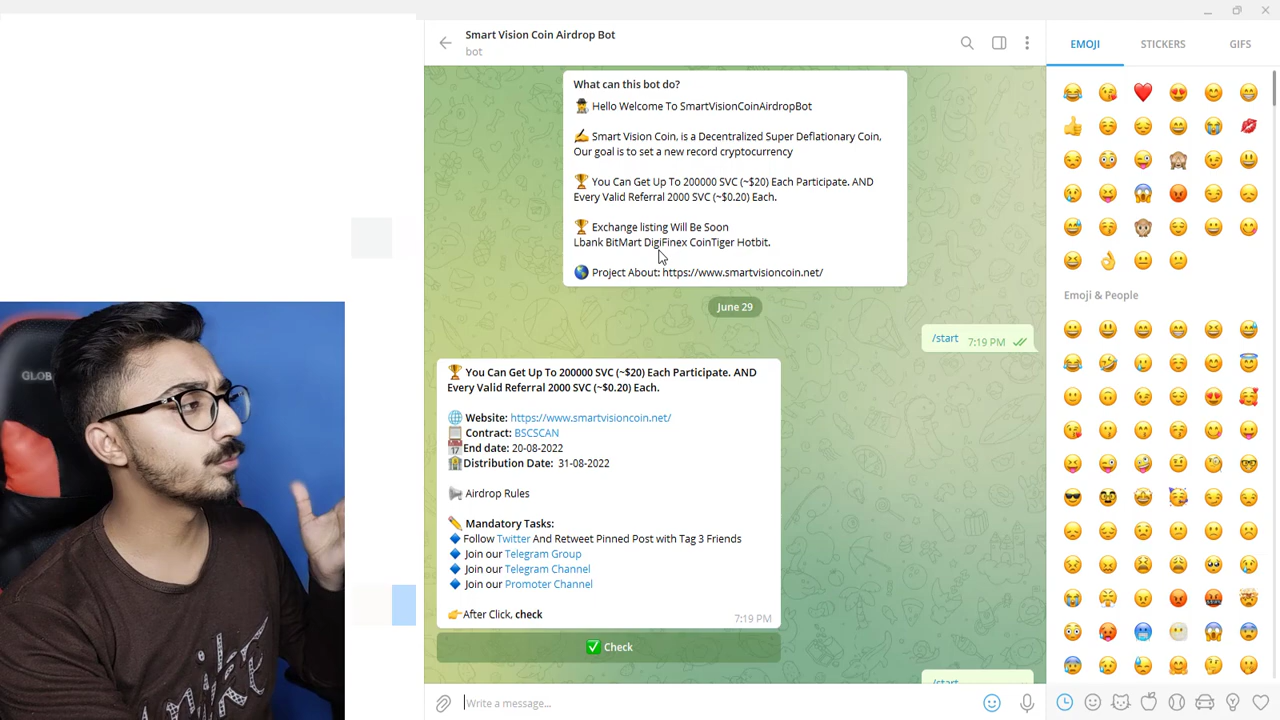 Smart Vision Coin Airdrop Bot
bot
EMOJI
STICKERS
GIFS
What can this bot do?
Hello Welcome To SmartVisionCoinAirdropBot
Smart Vision Coin, is a Decentralized Super Deflationary Coin,
Our goal is to set a new record cryptocurrency
You Can Get Up To 200000 SVC (~$20) Each Participate. AND
Every Valid Referral 2000 SVC (~$0.20) Each.
Exchange listing Will Be Soon
Lbank BitMart DigiFinex CoinTiger Hotbit.
Project About: https://www.smartvisioncoin.net/
June 29
/start 7:19 PM
You Can Get Up To 200000 SVC (~$20) Each Participate. AND
Every Valid Referral 2000 SVC (~$0.20) Each.
Website: https://www.smartvisioncoin.net/
Contract: BSCSCAN
End date: 20-08-2022
Distribution Date: 31-08-2022
Airdrop Rules
Mandatory Tasks:
Follow Twitter And Retweet Pinned Post with Tag 3 Friends
Join our Telegram Group
Join our Telegram Channel
Join our Promoter Channel
After Click, check
7:19 PM
Check
/start
Write a message...
Emoji & People
GLOB